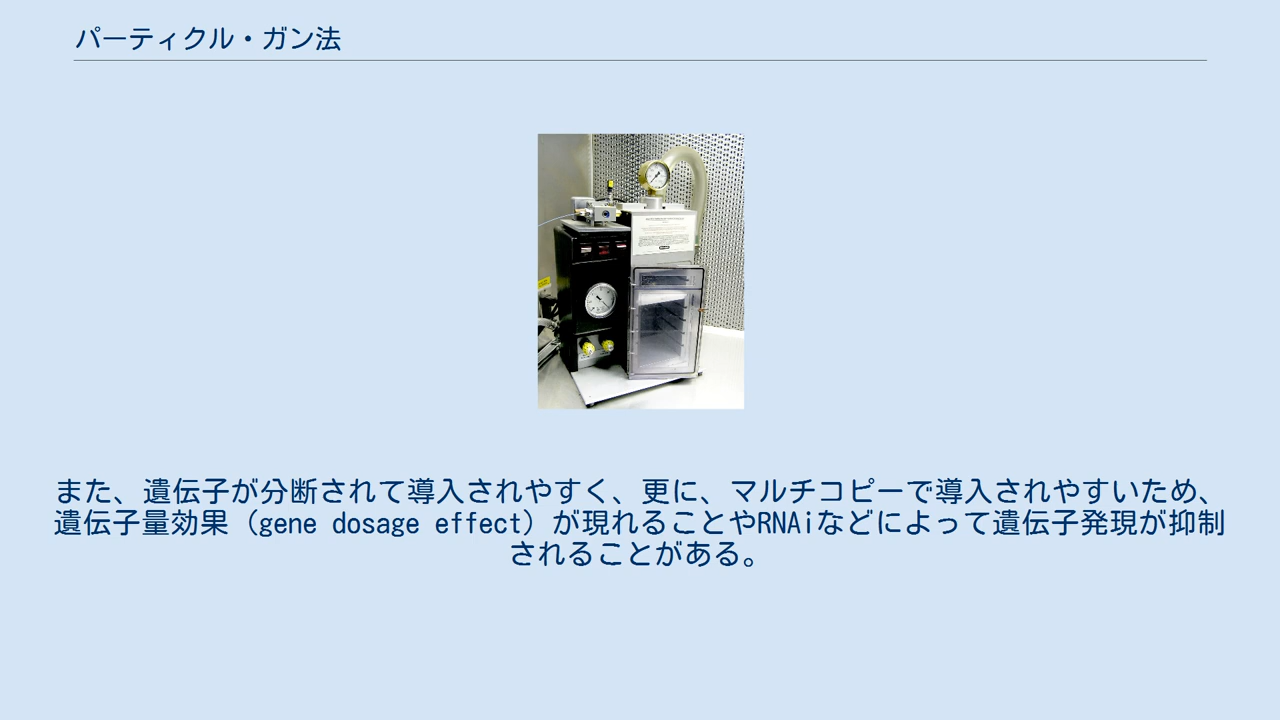 パーティクル・ガン法
また、遺伝子が分断されて導入されやすく、更に、マルチコピーで導入されやすいため、
遺伝子量効果（gene dosage effect）が現れることやRNAiなどによって遺伝子発現が抑制
されることがある。